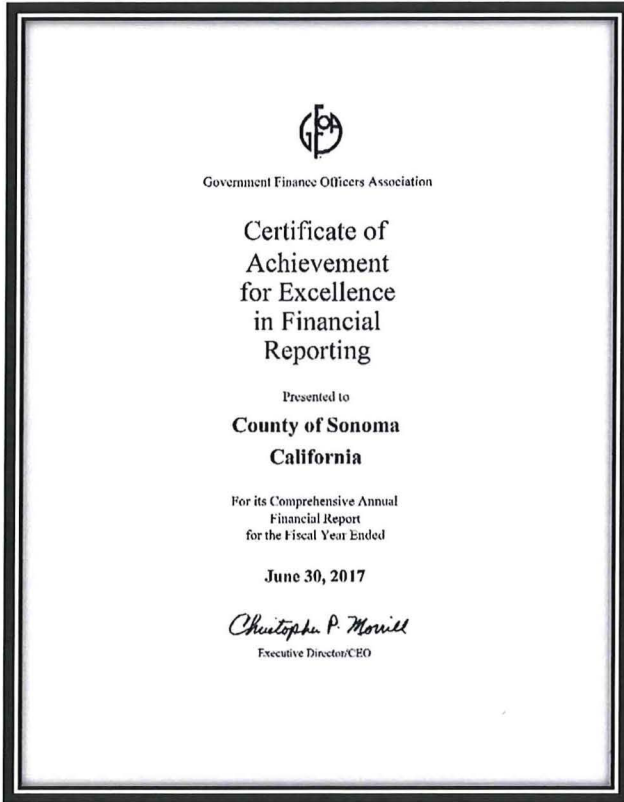 GFOA
Government Finance Officers Association
Certificate of
Achievement
for Excellence
in Financial
Reporting
Presented to
County of Sonoma
California
For its Comprehensive Annual
Financial Report
for the Fiscal Year Ended
June 30, 2017
Christopher P. Morrill
Executive Director/CEO